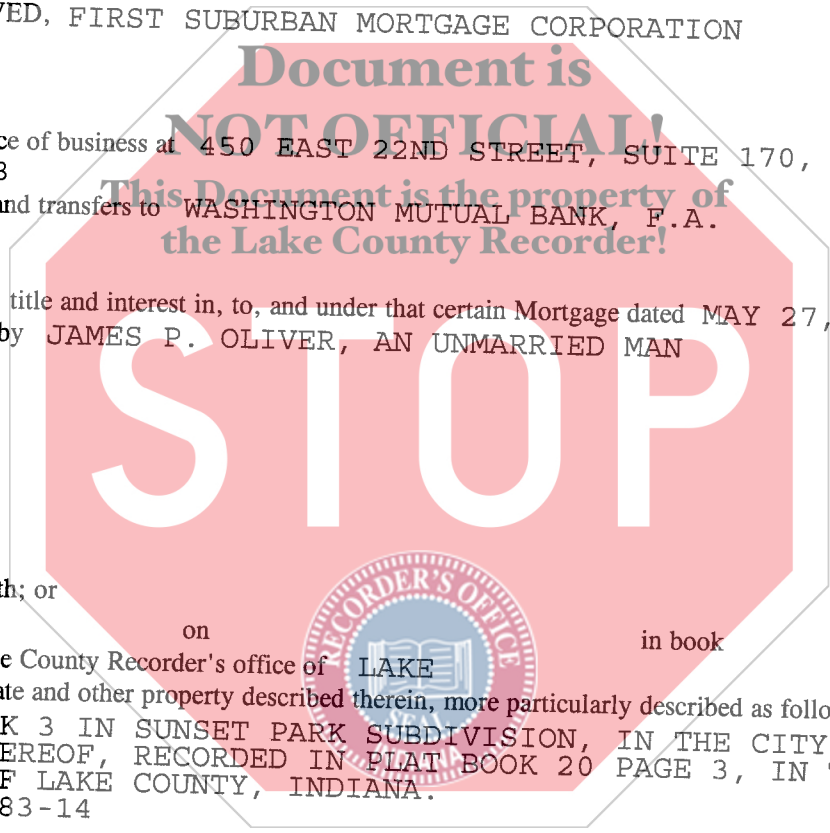 VED, FIRST SUBURBAN MORTGAGE CORPORATION
Document is
NOT OFFICIAL!
ce of business at 450 EAST 22ND STREET, SUITE 170,
3
This Document is the property of
and transfers to WASHINGTON MUTUAL BANK, F.A.
the Lake County Recorder!
title and interest in, to, and under that certain Mortgage dated MAY 27,
by JAMES P. OLIVER, AN UNMARRIED MAN
STOP
th; or
RECORDER'S OFFICE
on in book
e County Recorder's office of LAKE
ate and other property described therein, more particularly described as follo
SEAL
K 3 IN SUNSET PARK SUBDIVISION, IN THE CITY
EREOF, RECORDED IN PLAT BOOK 20 PAGE 3, IN
INDIANA
F LAKE COUNTY, INDIANA.
83-14